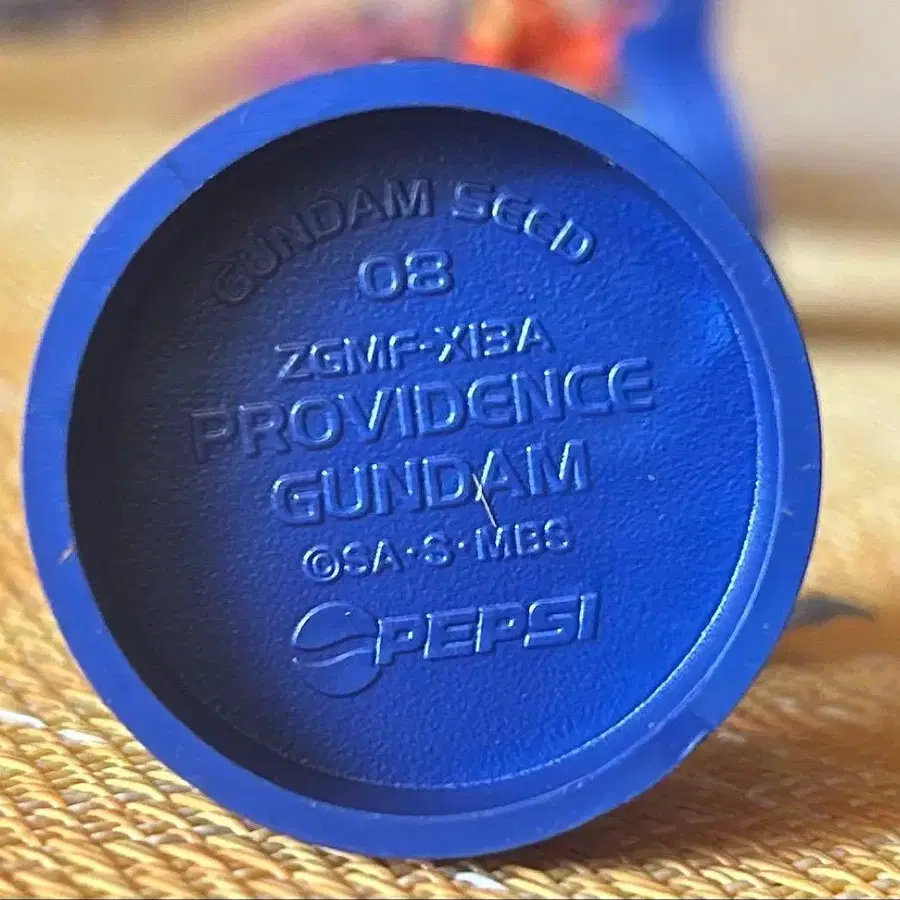 GUNDAM SEED
08
ZGMF-X13A
PROVIDENCE
GUNDAM
©SA·S·MBS
PEPSI